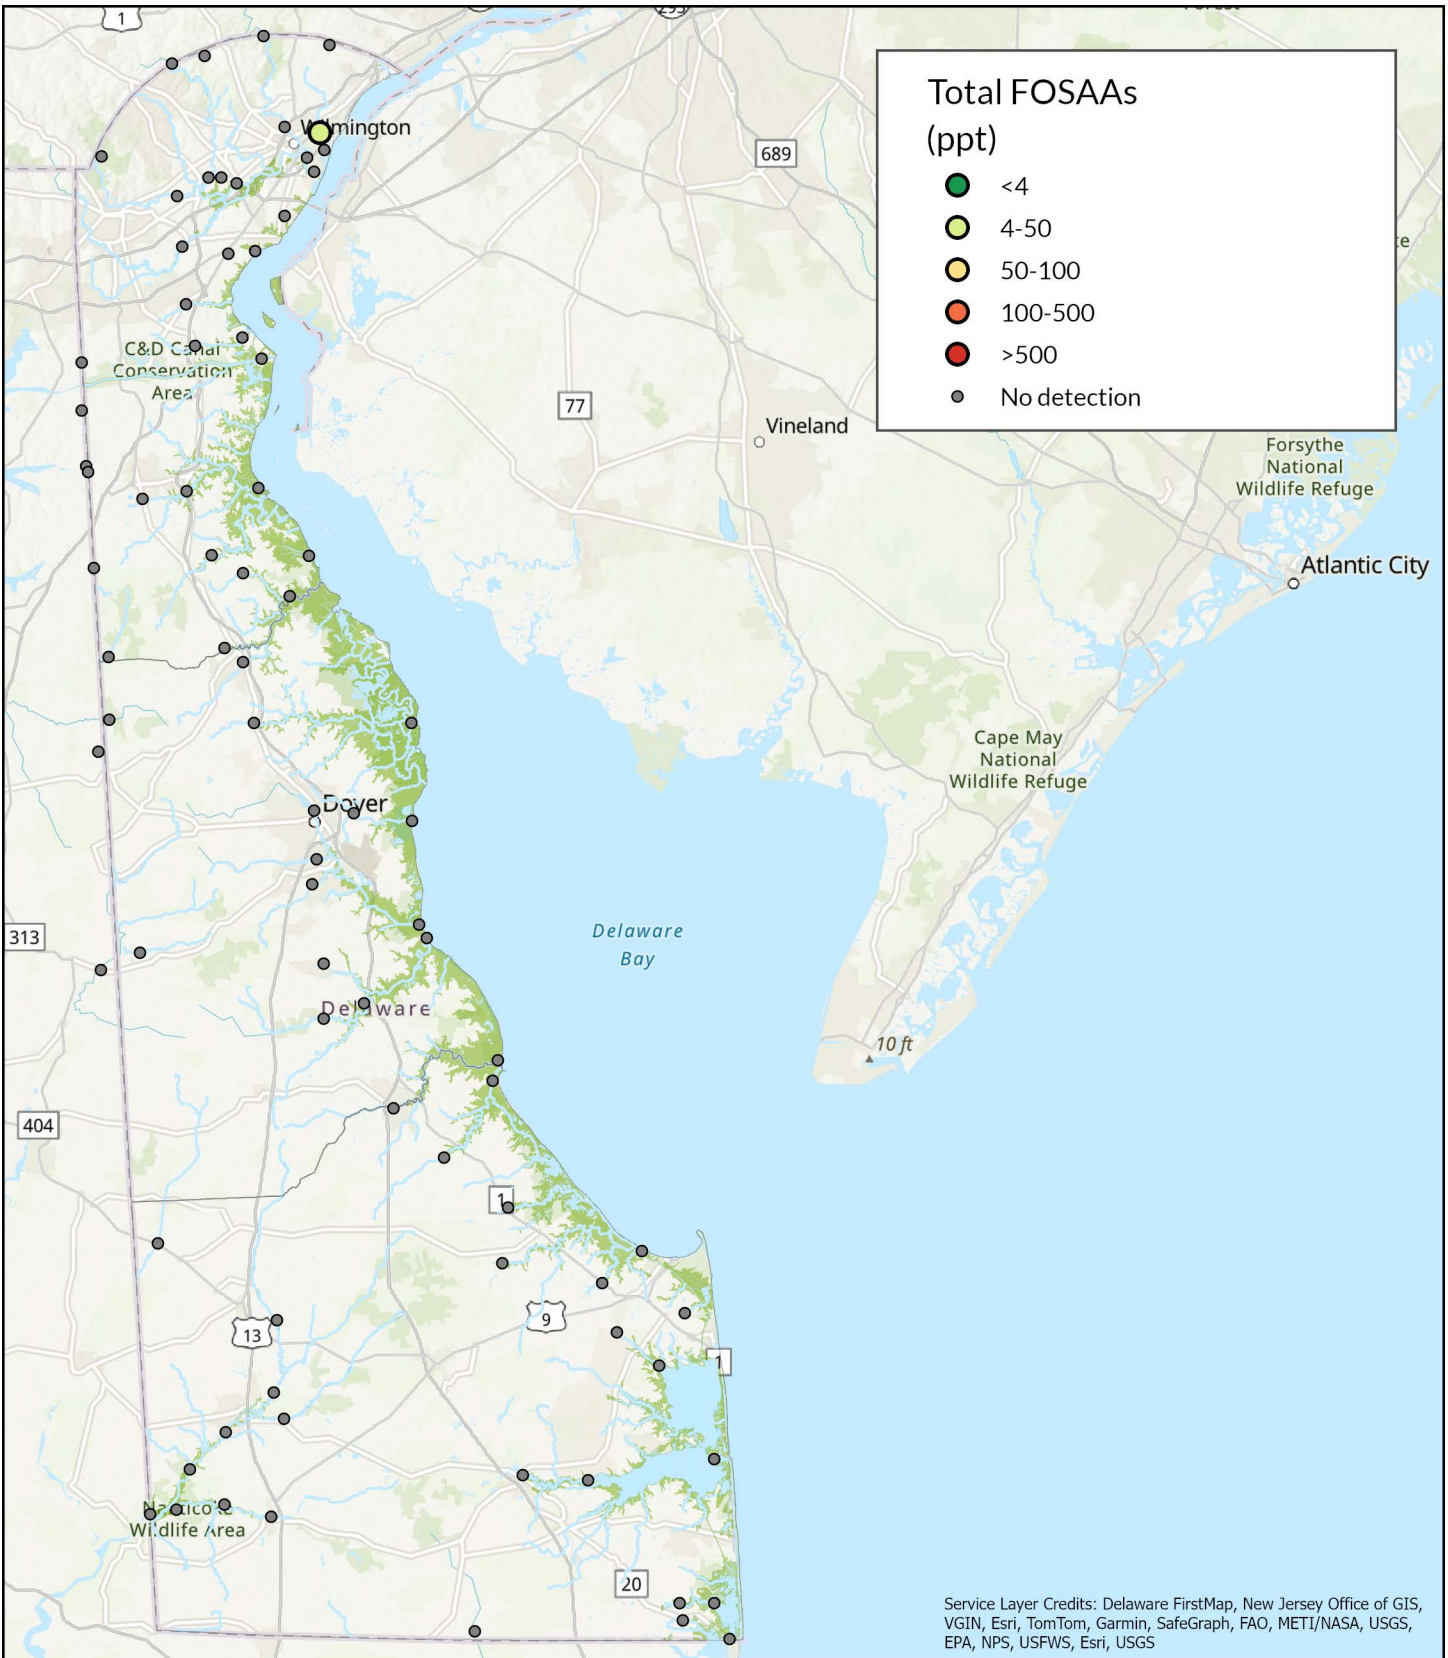 1
295
Total FOSAAs
(ppt)
<4
4-50
50-100
100-500
>500
No detection
Wilmington
689
C&D Canal
Conservation
Area
77
Vineland
Forsythe
National
Wildlife Refuge
Atlantic City
Cape May
National
Wildlife Refuge
Dover
313
Delaware
Bay
Delaware
10 ft
404
1
9
13
1
Nanticoke
Wildlife Area
20
Service Layer Credits: Delaware FirstMap, New Jersey Office of GIS,
VGIN, Esri, TomTom, Garmin, SafeGraph, FAO, METI/NASA, USGS,
EPA, NPS, USFWS, Esri, USGS